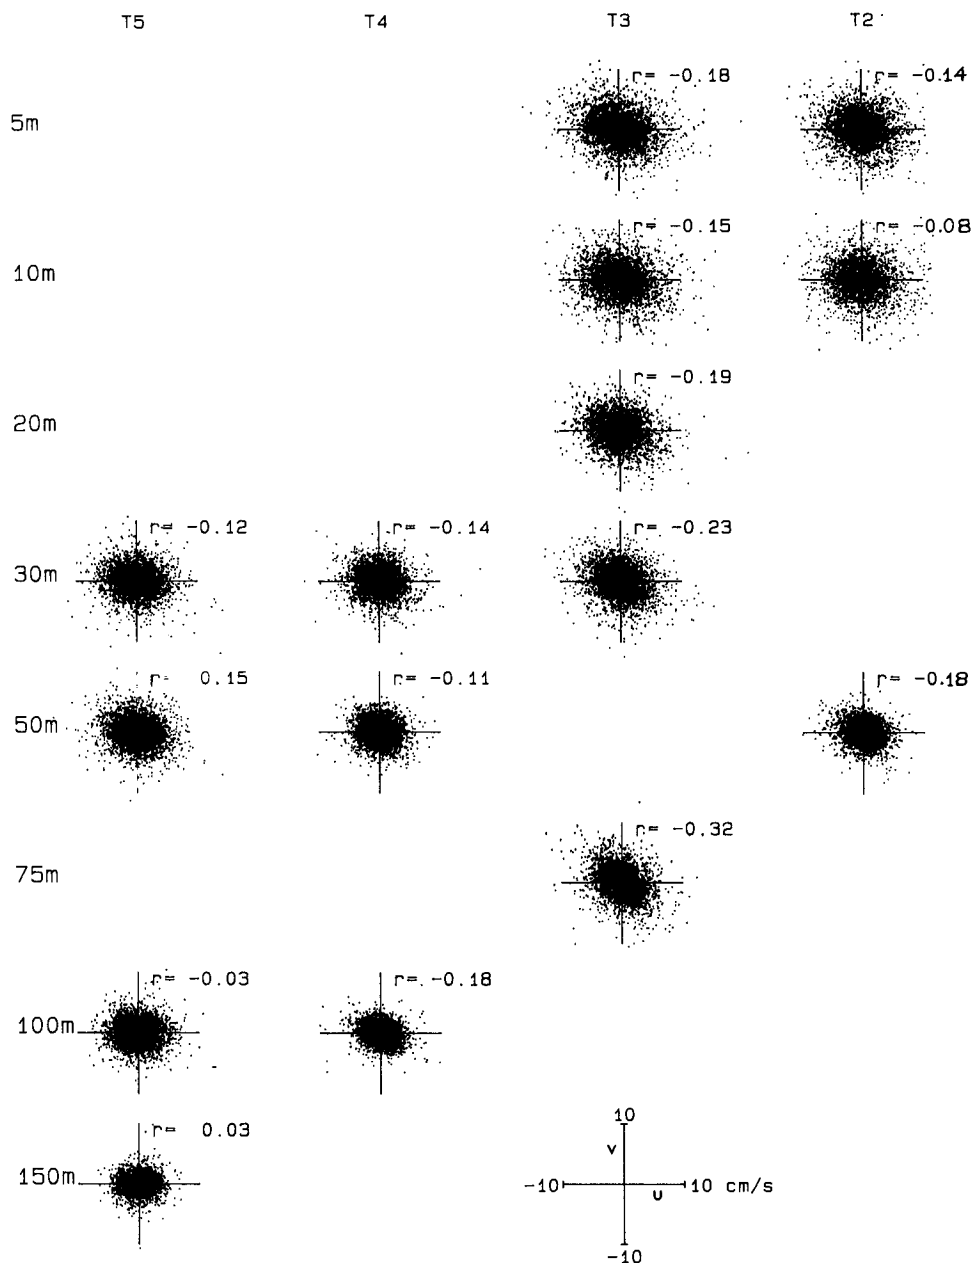 T5 T4 T3 T2
5m r= -0.18 r= -0.14
10m r= -0.15 r= -0.08
20m r= -0.19
30m r= -0.12 r= -0.14 r= -0.23
50m r= 0.15 r= -0.11 r= -0.18
75m r= -0.32
100m r= -0.03 r= -0.18
150m r= 0.03
10
v
-10 10 cm/s
u
-10